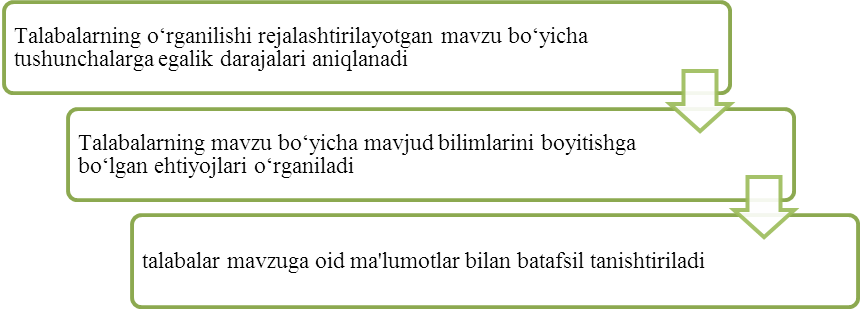 Talabalarning o‘rganilishi rejalashtirilayotgan mavzu bo‘yicha
tushunchalarga egalik darajalari aniqlanadi
Talabalarning mavzu bo‘yicha mavjud bilimlarini boyitishga
bo‘lgan ehtiyojlari o‘rganiladi
talabalar mavzuga oid ma'lumotlar bilan batafsil tanishtiriladi